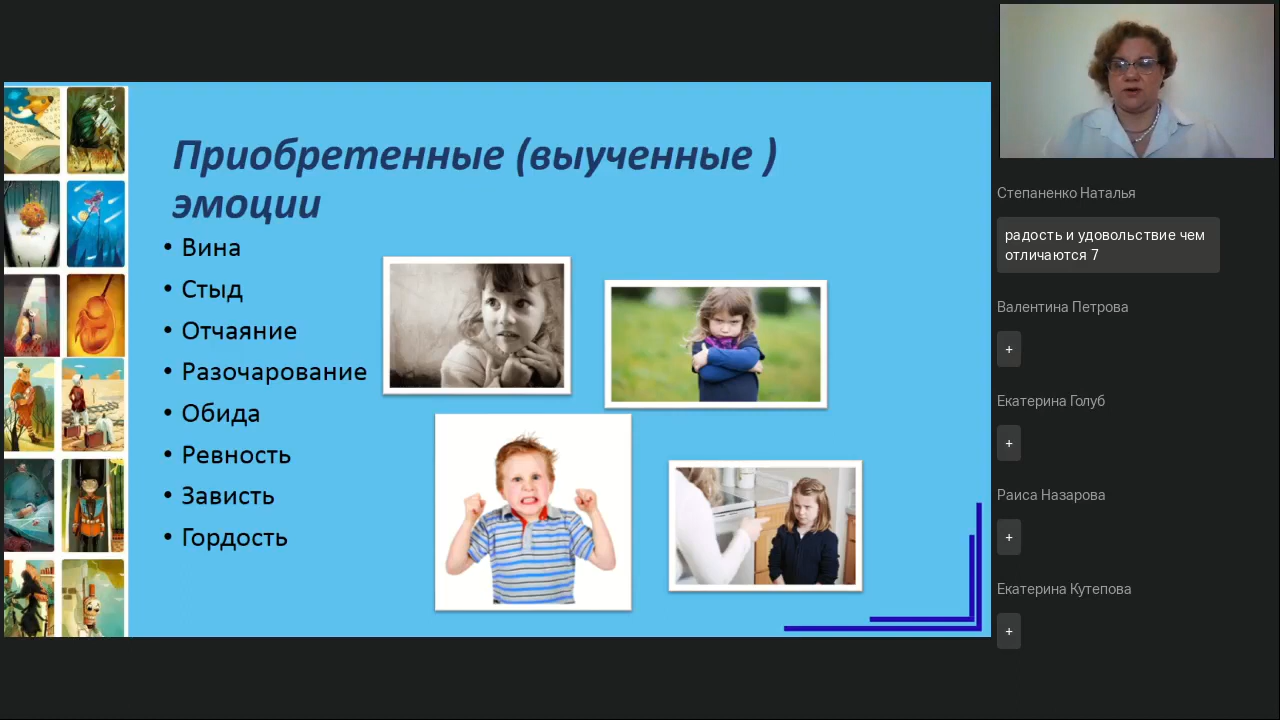 Приобретенные (выученные )
эмоции
• Вина
• Стыд
• Отчаяние
• Разочарование
• Обида
• Ревность
• Зависть
• Гордость
Степаненко Наталья
радость и удовольствие чем
отличаются 7
Валентина Петрова
+
Екатерина Голуб
+
Раиса Назарова
+
Екатерина Кутепова
+